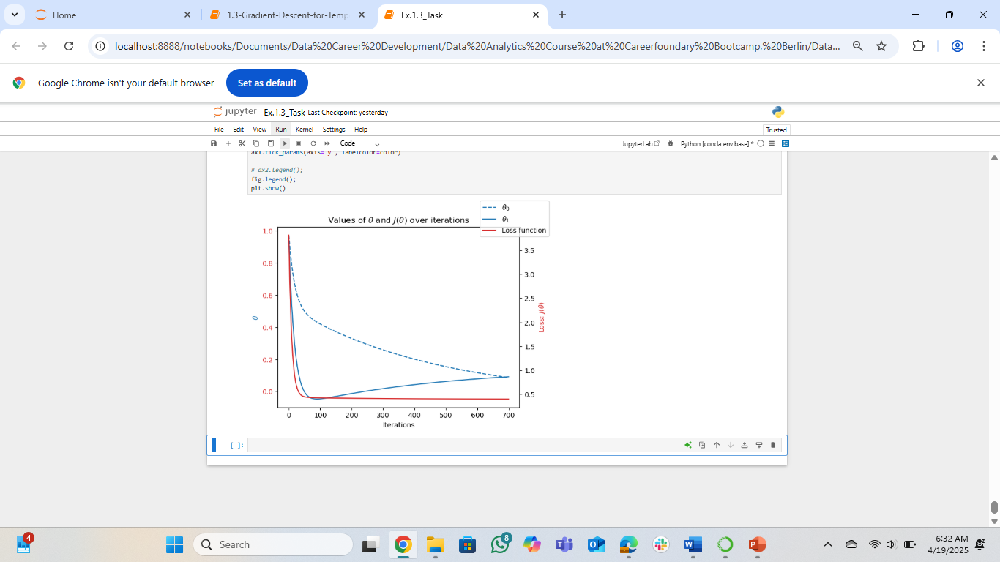 Home
1.3-Gradient-Descent-for-Temp
Ex.1.3_Task
localhost:8888/notebooks/Documents/Data%20Career%20Development/Data%20Analytics%20Course%20at%20Careerfoundary%20Bootcamp,%20Berlin/Data...
Google Chrome isn't your default browser
Set as default
jupyter Ex.1.3_Task Last Checkpoint: yesterday
File Edit View Run Kernel Settings Help
Trusted
Code
JupyterLab
Python [conda env:base] *
ax1.tick_params(axis='y', labelcolor=color)
# ax2.legend();
fig.legend();
plt.show()
θ0
θ1
Loss function
Values of θ and J(θ) over iterations
1.0
0.8
0.6
0.4
0.2
0.0
θ
3.5
3.0
2.5
2.0
1.5
1.0
0.5
Loss: J(θ)
0 100 200 300 400 500 600 700
Iterations
[ ]:
4
Search
8
6:32 AM
4/19/2025